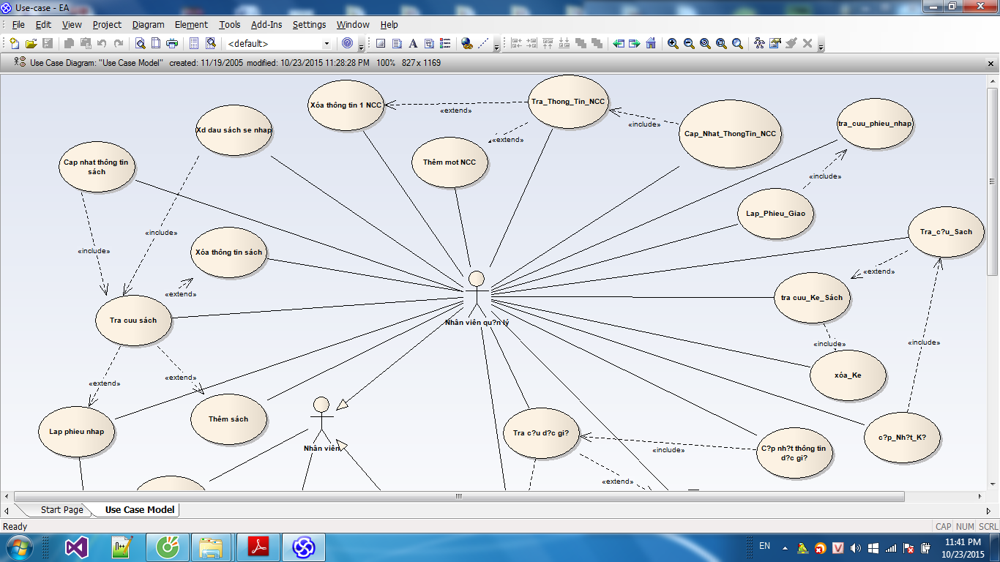 Use-case - EA
File Edit View Project Diagram Element Tools Add-Ins Settings Window Help
<default>
Use Case Diagram: "Use Case Model" created: 11/19/2005 modified: 10/23/2015 11:28:28 PM 100% 827 x 1169
Xóa thông tin 1 NCC
«extend»
Tra_Thong_Tin_NCC
«include»
Cap_Nhat_ThongTin_NCC
tra_cuu_phieu_nhap
Xd dau sách se nhap
«extend»
Cap nhat thông tin
sách
Thêm mot NCC
«include»
Lap_Phieu_Giao
«include»
Tra_c?u_Sach
«include»
Xóa thông tin sách
«extend»
«extend»
tra cuu_Ke_Sách
Tra cuu sách
Nhân viên qu?n lý
«include»
«include»
«extend»
«extend»
xóa_Ke
Lap phieu nhap
Thêm sách
Nhân viên
Tra c?u d?c gi?
«include»
C?p nh?t thông tin
d?c gi?
c?p_Nh?t_K?
«extend»
Start Page
Use Case Model
Ready
CAP NUM SCRL
n++
EN
V
11:41 PM
10/23/2015